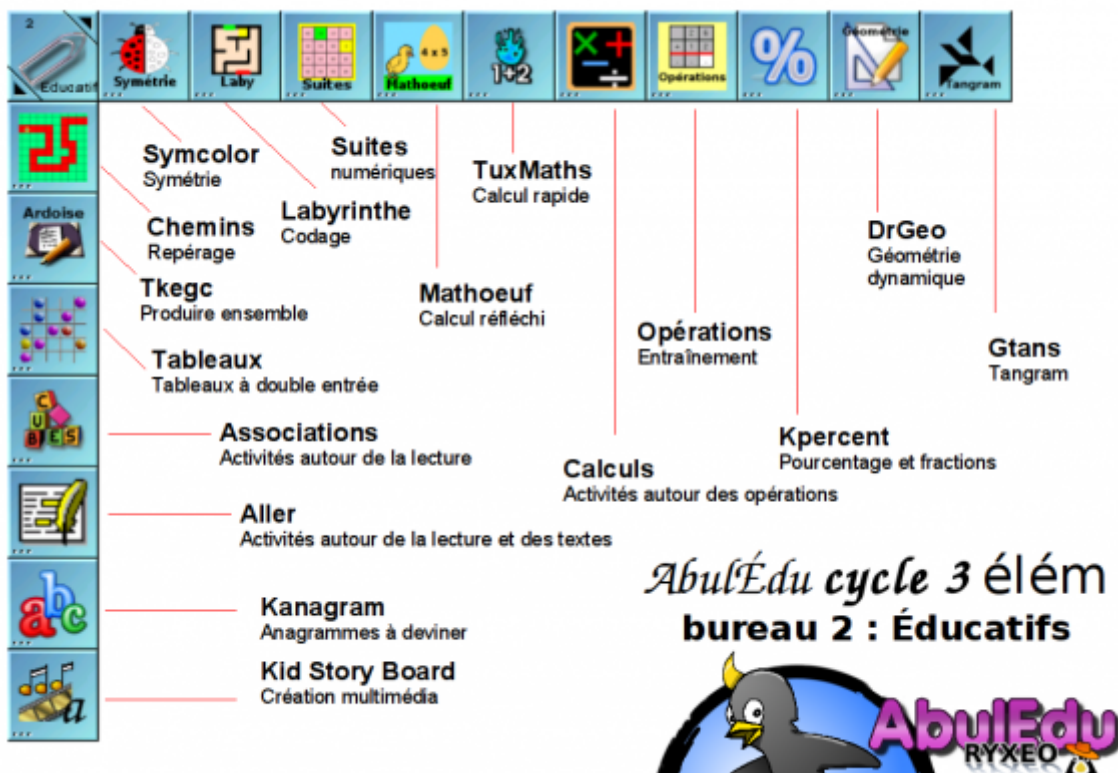 2
Educatif
Symétrie
Laby
Suites
4 x 5
Mathoeuf
1+2
Opérations
%
Géométrie
Tangram
Ardoise
CUBES
abc
a
Symcolor
Symétrie
Suites
numériques
TuxMaths
Calcul rapide
Labyrinthe
Codage
Chemins
Repérage
DrGeo
Géométrie
dynamique
Tkegc
Produire ensemble
Mathoeuf
Calcul réfléchi
Opérations
Entraînement
Gtans
Tangram
Tableaux
Tableaux à double entrée
Associations
Activités autour de la lecture
Kpercent
Pourcentage et fractions
Calculs
Activités autour des opérations
Aller
Activités autour de la lecture et des textes
AbulÉdu cycle 3 élém
bureau 2 : Éducatifs
Kanagram
Anagrammes à deviner
Kid Story Board
Création multimédia
AbulEdu
RYXEO